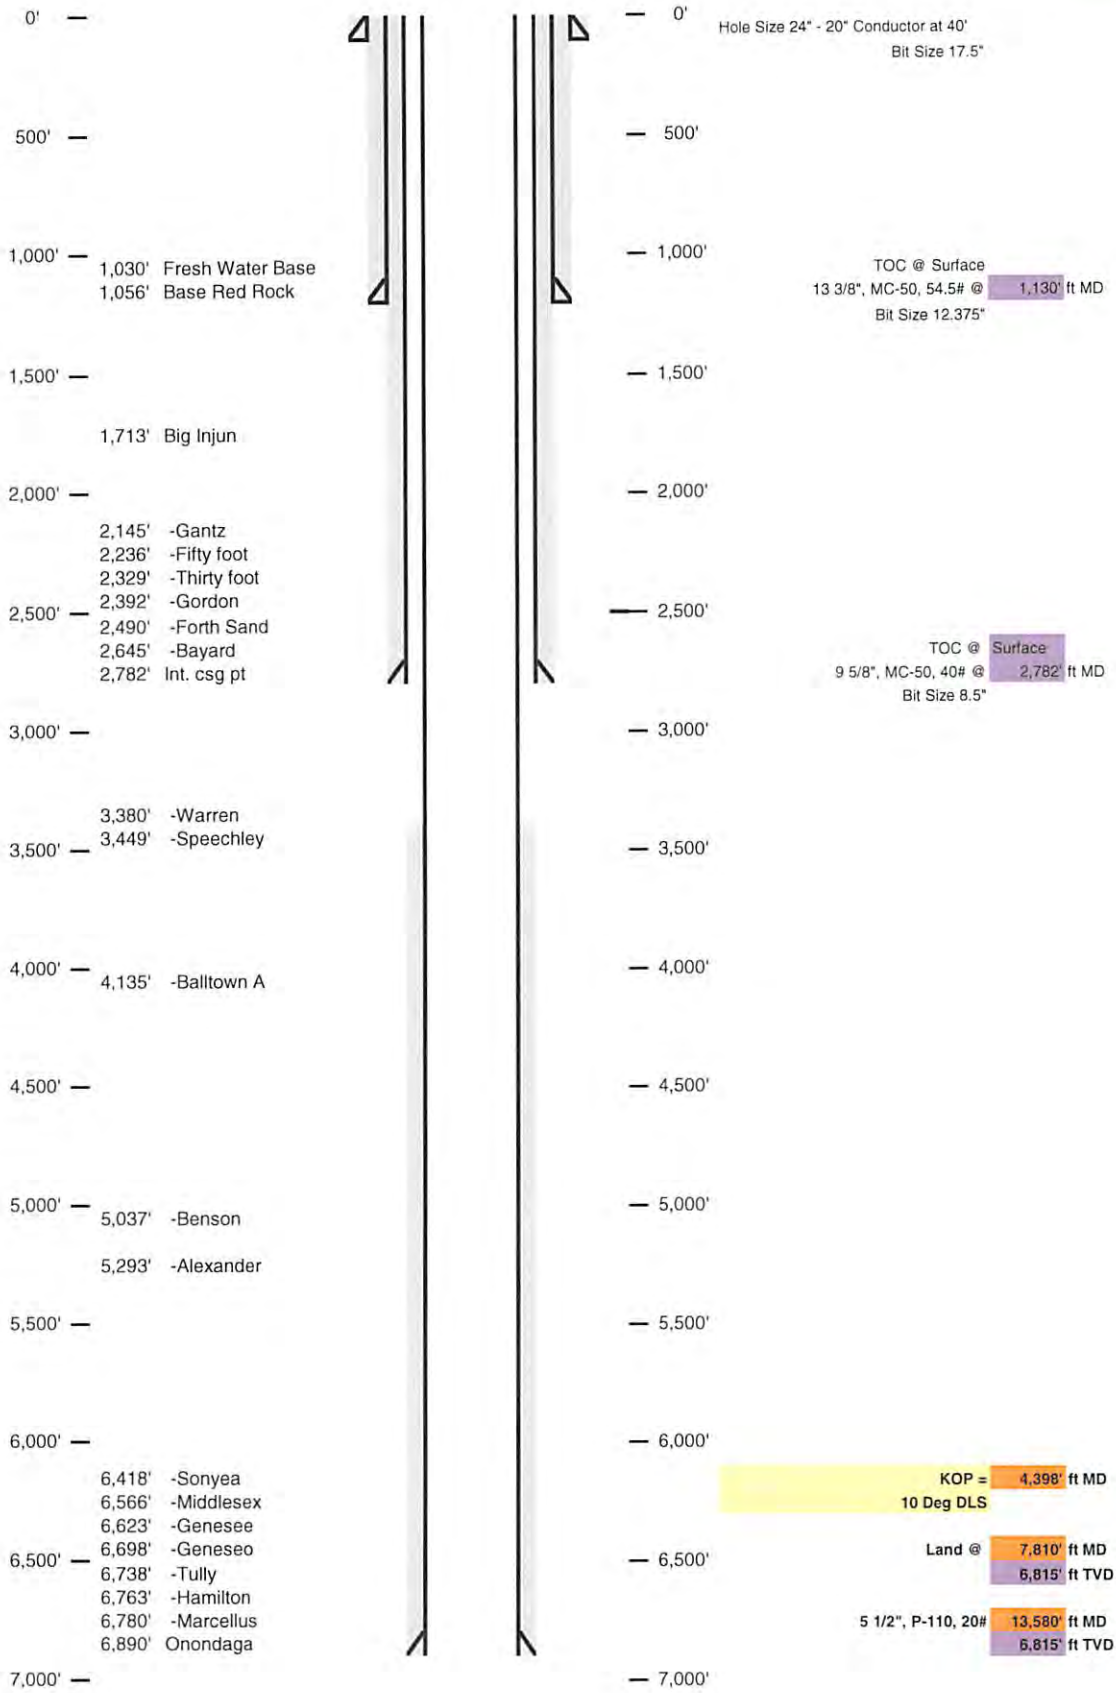 0'
0'
Hole Size 24" - 20" Conductor at 40'
Bit Size 17.5"
500'
500'
1,000'
1,000'
1,030' Fresh Water Base
TOC @ Surface
1,056' Base Red Rock
13 3/8", MC-50, 54.5# @ 1,130' ft MD
Bit Size 12.375"
1,500'
1,500'
1,713' Big Injun
2,000'
2,000'
2,145' -Gantz
2,236' -Fifty foot
2,329' -Thirty foot
2,392' -Gordon
2,500'
2,500'
2,490' -Forth Sand
2,645' -Bayard
TOC @ Surface
2,782' Int. csg pt
9 5/8", MC-50, 40# @ 2,782' ft MD
Bit Size 8.5"
3,000'
3,000'
3,380' -Warren
3,449' -Speechley
3,500'
3,500'
4,000'
4,000'
4,135' -Balltown A
4,500'
4,500'
5,000'
5,000'
5,037' -Benson
5,293' -Alexander
5,500'
5,500'
6,000'
6,000'
6,418' -Sonyea
KOP = 4,398' ft MD
6,566' -Middlesex
10 Deg DLS
6,623' -Genesee
6,698' -Geneseo
Land @ 7,810' ft MD
6,500'
6,500'
6,738' -Tully
6,815' ft TVD
6,763' -Hamilton
6,780' -Marcellus
5 1/2", P-110, 20# 13,580' ft MD
6,890' Onondaga
6,815' ft TVD
7,000'
7,000'